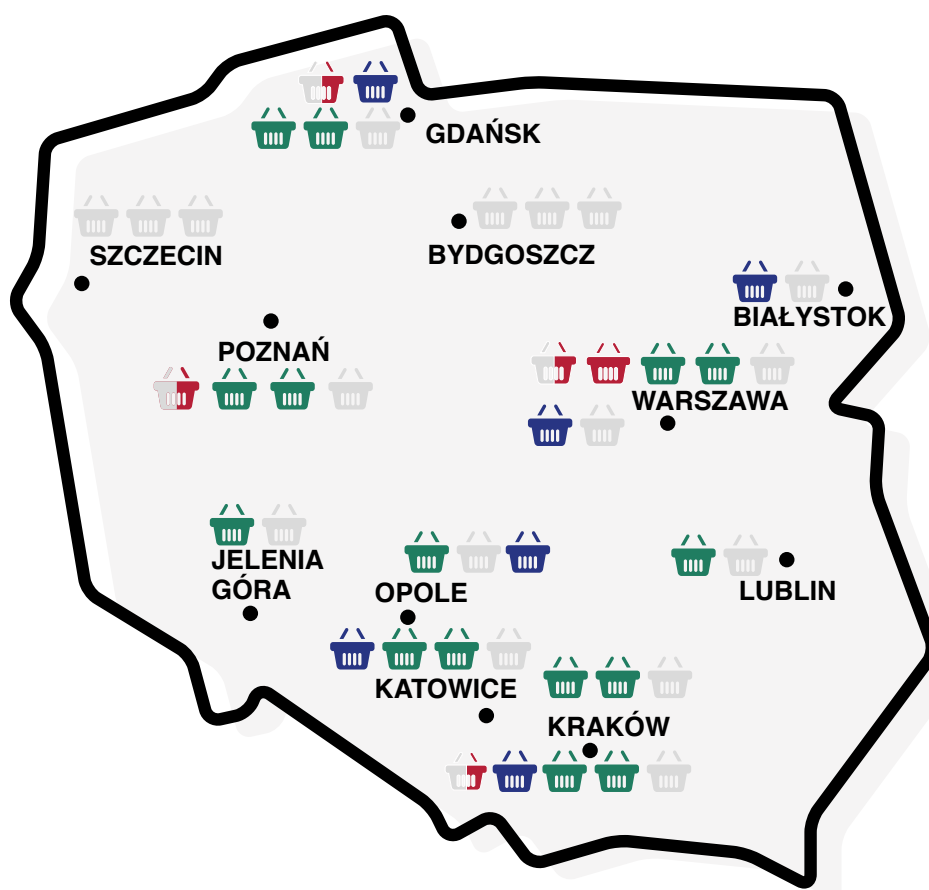 GDAŃSK
SZCZECIN
BYDGOSZCZ
BIAŁYSTOK
POZNAŃ
WARSZAWA
JELENIA
GÓRA
OPOLE
LUBLIN
KATOWICE
KRAKÓW